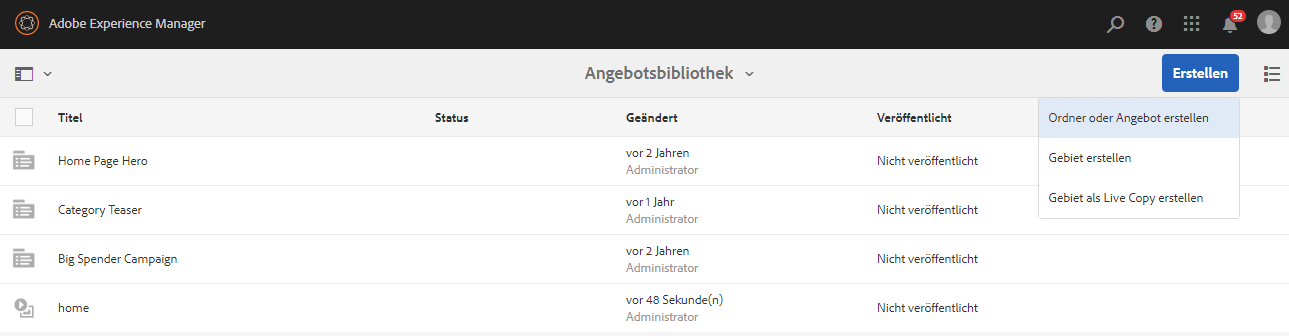 Adobe Experience Manager
52
Angebotsbibliothek
Erstellen
Titel Status Geändert Veröffentlicht
Ordner oder Angebot erstellen
Gebiet erstellen
Gebiet als Live Copy erstellen
Home Page Hero vor 2 Jahren Nicht veröffentlicht
Administrator
Category Teaser vor 1 Jahr Nicht veröffentlicht
Administrator
Big Spender Campaign vor 2 Jahren Nicht veröffentlicht
Administrator
home vor 48 Sekunde(n) Nicht veröffentlicht
Administrator